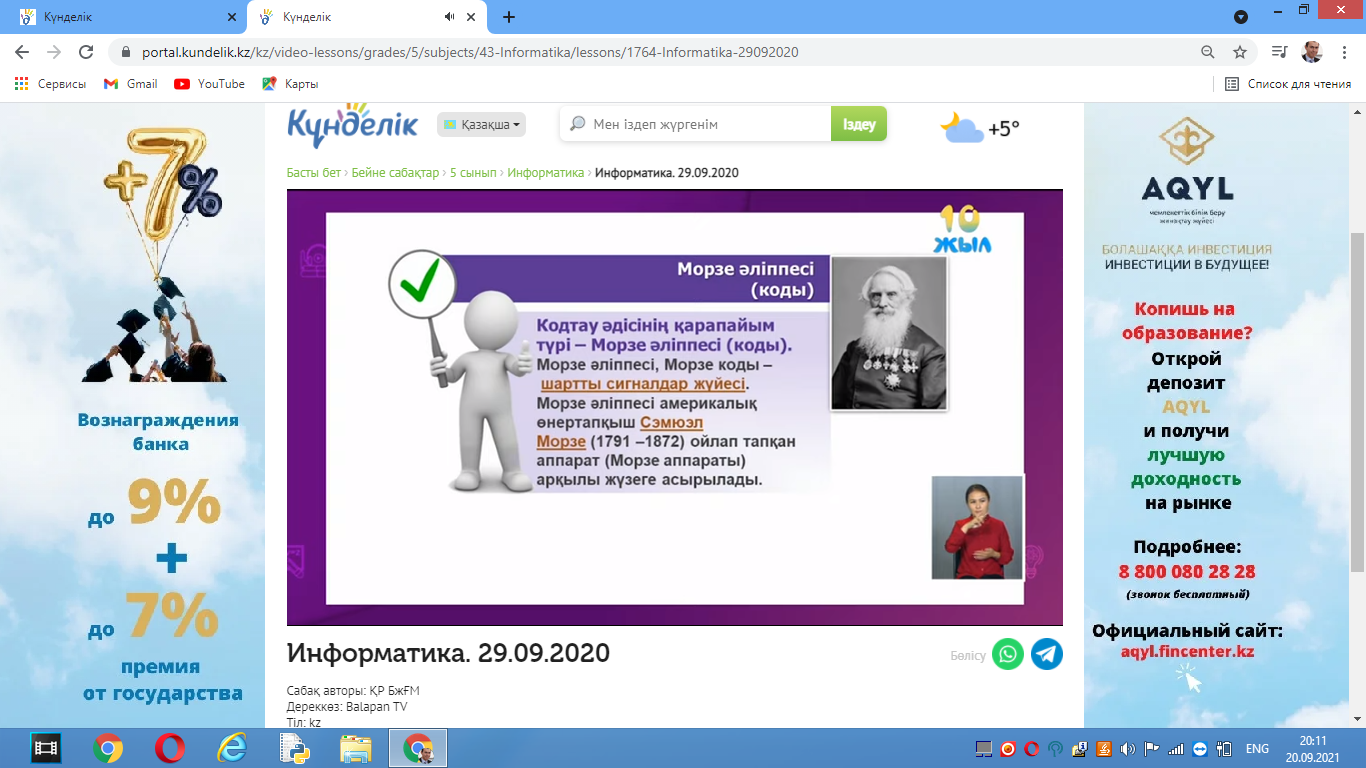 Күнделік
Күнделік
portal.kundelik.kz/kz/video-lessons/grades/5/subjects/43-Informatika/lessons/1764-Informatika-29092020
Сервисы
Gmail
YouTube
Карты
Список для чтения
+7%
Вознаграждения
банка
до 9%
+
до 7%
премия
от государства
Күнделік
Қазақша
Мен іздеп жүргенім
Іздеу
+5°
Басты бет › Бейне сабақтар › 5 сынып › Информатика › Информатика. 29.09.2020
10
ЖЫЛ
Морзе әліппесі
(коды)
Кодтау әдісінің қарапайым
түрі – Морзе әліппесі (коды).
Морзе әліппесі, Морзе коды –
шартты сигналдар жүйесі.
Морзе әліппесі америкалық
өнертапқыш Сэмюэл
Морзе (1791 –1872) ойлап тапқан
аппарат (Морзе аппараты)
арқылы жүзеге асырылады.
Информатика. 29.09.2020
Бөлісу
Сабақ авторы: ҚР БжҒМ
Дереккөз: Balapan TV
Тіл: kz
AQYL
мемлекеттік білім беру
жинақтау жүйесі
БОЛАШАҚҚА ИНВЕСТИЦИЯ
ИНВЕСТИЦИИ В БУДУЩЕЕ!
Копишь на
образование?
Открой
депозит
AQYL
и получи
лучшую
доходность
на рынке
Подробнее:
8 800 080 28 28
(звонок бесплатный)
Официальный сайт:
aqyl.fincenter.kz
ENG
20:11
20.09.2021